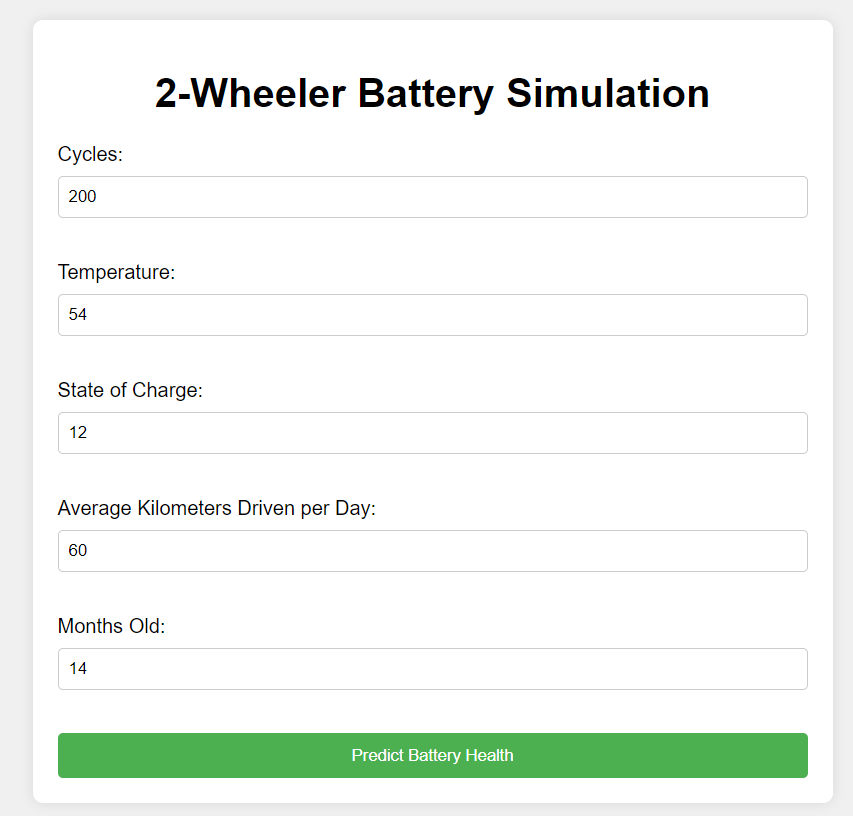 2-Wheeler Battery Simulation
Cycles:
200
Temperature:
54
State of Charge:
12
Average Kilometers Driven per Day:
60
Months Old:
14
Predict Battery Health